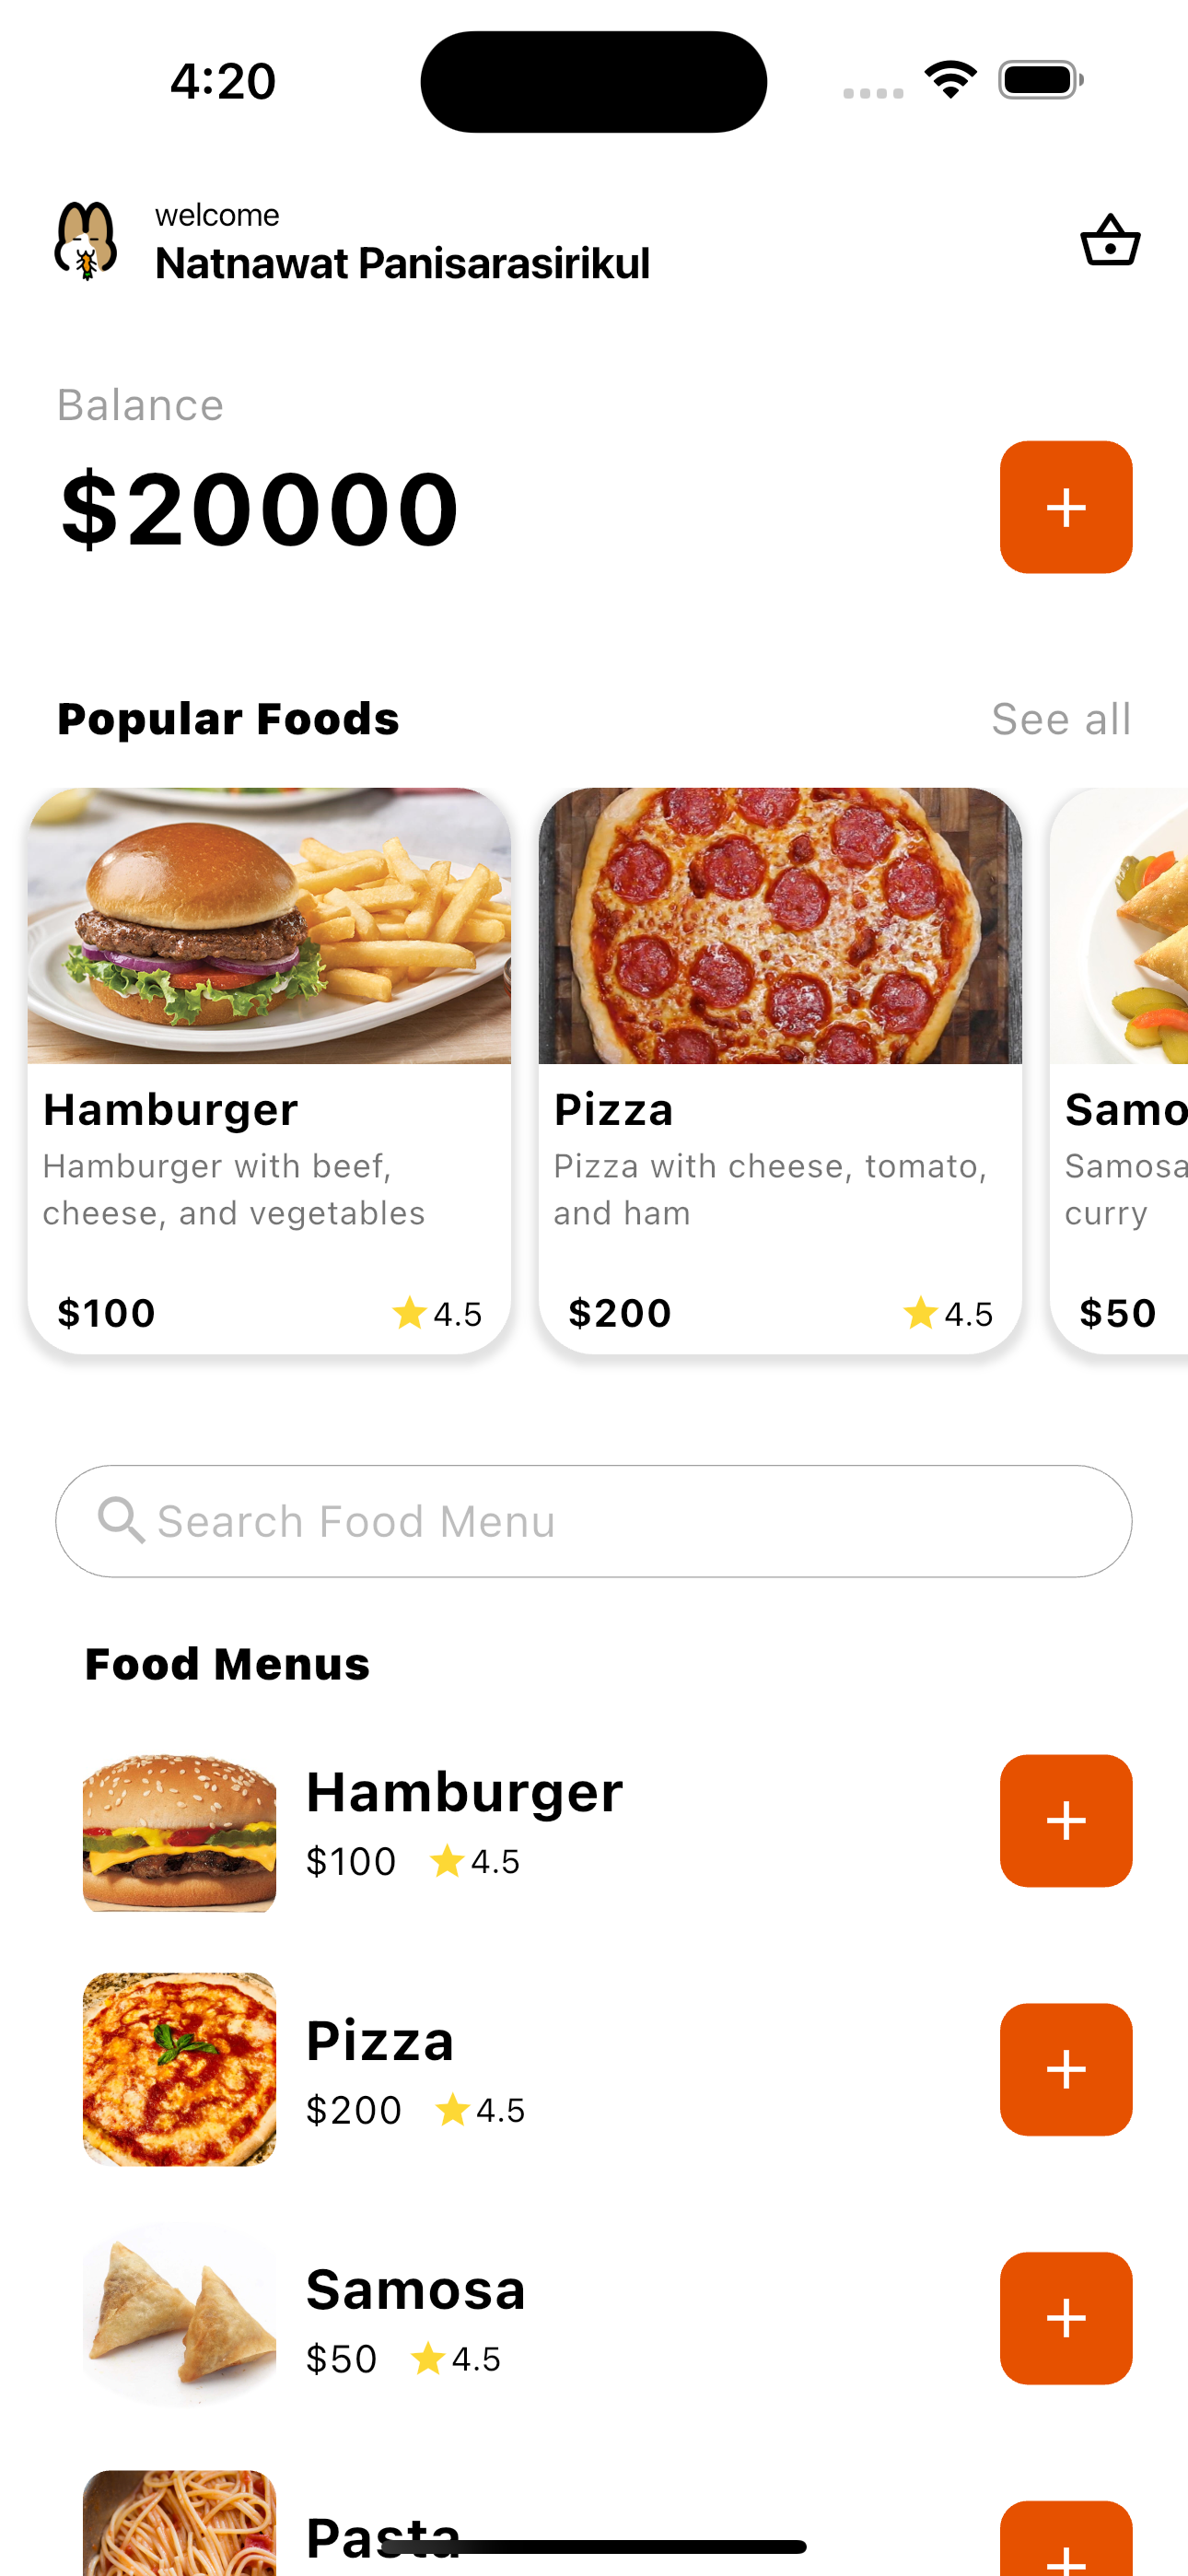 4:20
welcome
Natnawat Panisarasirikul
Balance
$20000
Popular Foods
See all
Hamburger
Hamburger with beef,
cheese, and vegetables
$100
4.5
Pizza
Pizza with cheese, tomato,
and ham
$200
4.5
Samo
Samosa
curry
$50
Search Food Menu
Food Menus
Hamburger
$100
4.5
Pizza
$200
4.5
Samosa
$50
4.5
Pasta